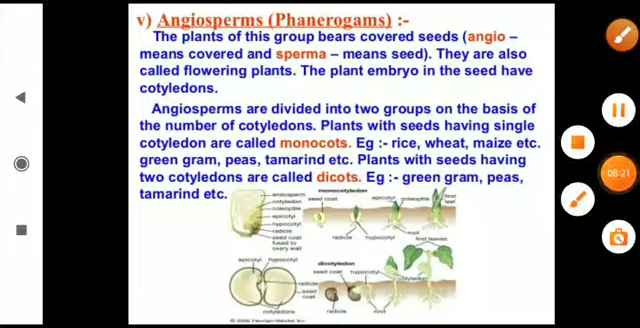 v) Angiosperms (Phanerogams) :-
The plants of this group bears covered seeds (angio –
means covered and sperma – means seed). They are also
called flowering plants. The plant embryo in the seed have
cotyledons.
Angiosperms are divided into two groups on the basis of
the number of cotyledons. Plants with seeds having single
cotyledon are called monocots. Eg :- rice, wheat, maize etc.
green gram, peas, tamarind etc. Plants with seeds having
two cotyledons are called dicots. Eg :- green gram, peas,
tamarind etc.
endosperm
cotyledon
coleoptile
epicotyl
hypocotyl
radicle
seed coat
fused to
ovary wall
monocotyledon
seed coat
epicotyl
coleoptile
first
leaf
radicle
hypocotyl
root
first leaves
epicotyl
hypocotyl
radicle
seed
coat
cotyledons
dicotyledon
seed coat
hypocotyl
cotyledon
radicle
root
08:21